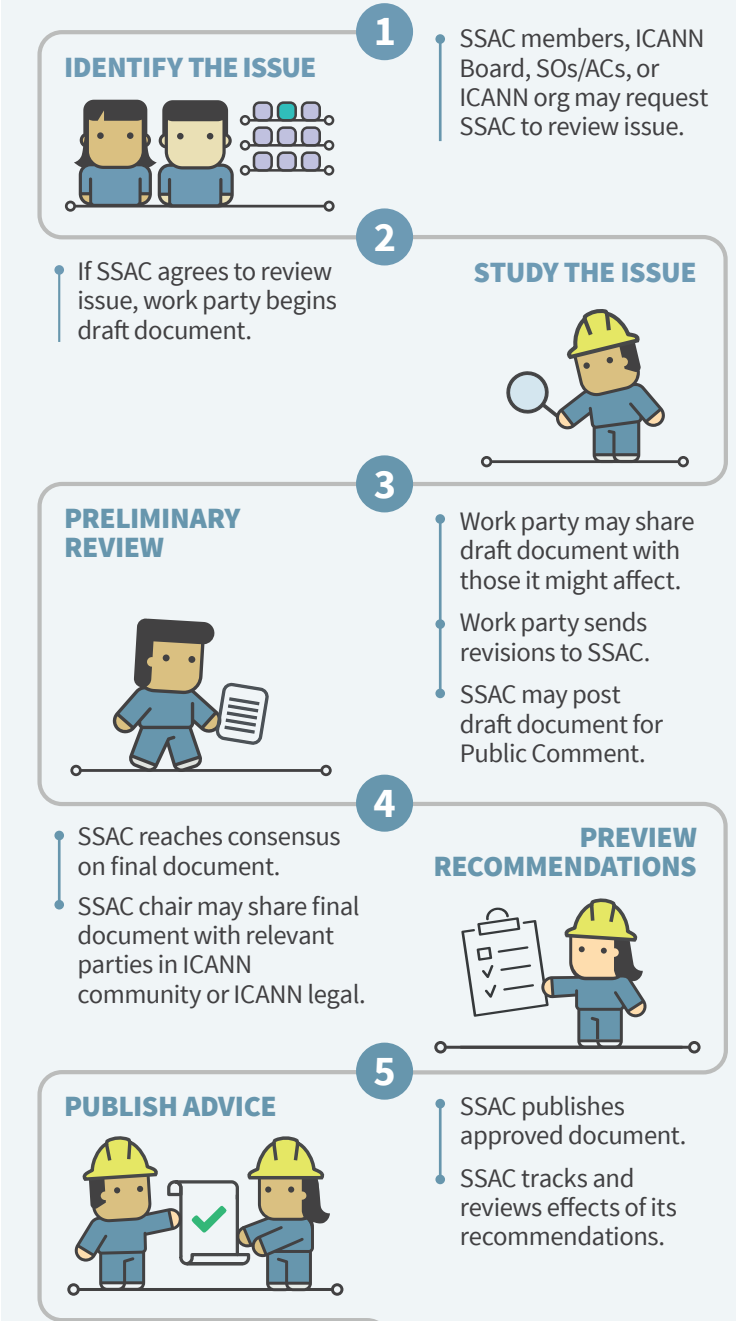 1
IDENTIFY THE ISSUE
SSAC members, ICANN
Board, SOs/ACs, or
ICANN org may request
SSAC to review issue.
2
STUDY THE ISSUE
If SSAC agrees to review
issue, work party begins
draft document.
3
PRELIMINARY
REVIEW
Work party may share
draft document with
those it might affect.
Work party sends
revisions to SSAC.
SSAC may post
draft document for
Public Comment.
4
PREVIEW
RECOMMENDATIONS
SSAC reaches consensus
on final document.
SSAC chair may share final
document with relevant
parties in ICANN
community or ICANN legal.
5
PUBLISH ADVICE
SSAC publishes
approved document.
SSAC tracks and
reviews effects of its
recommendations.